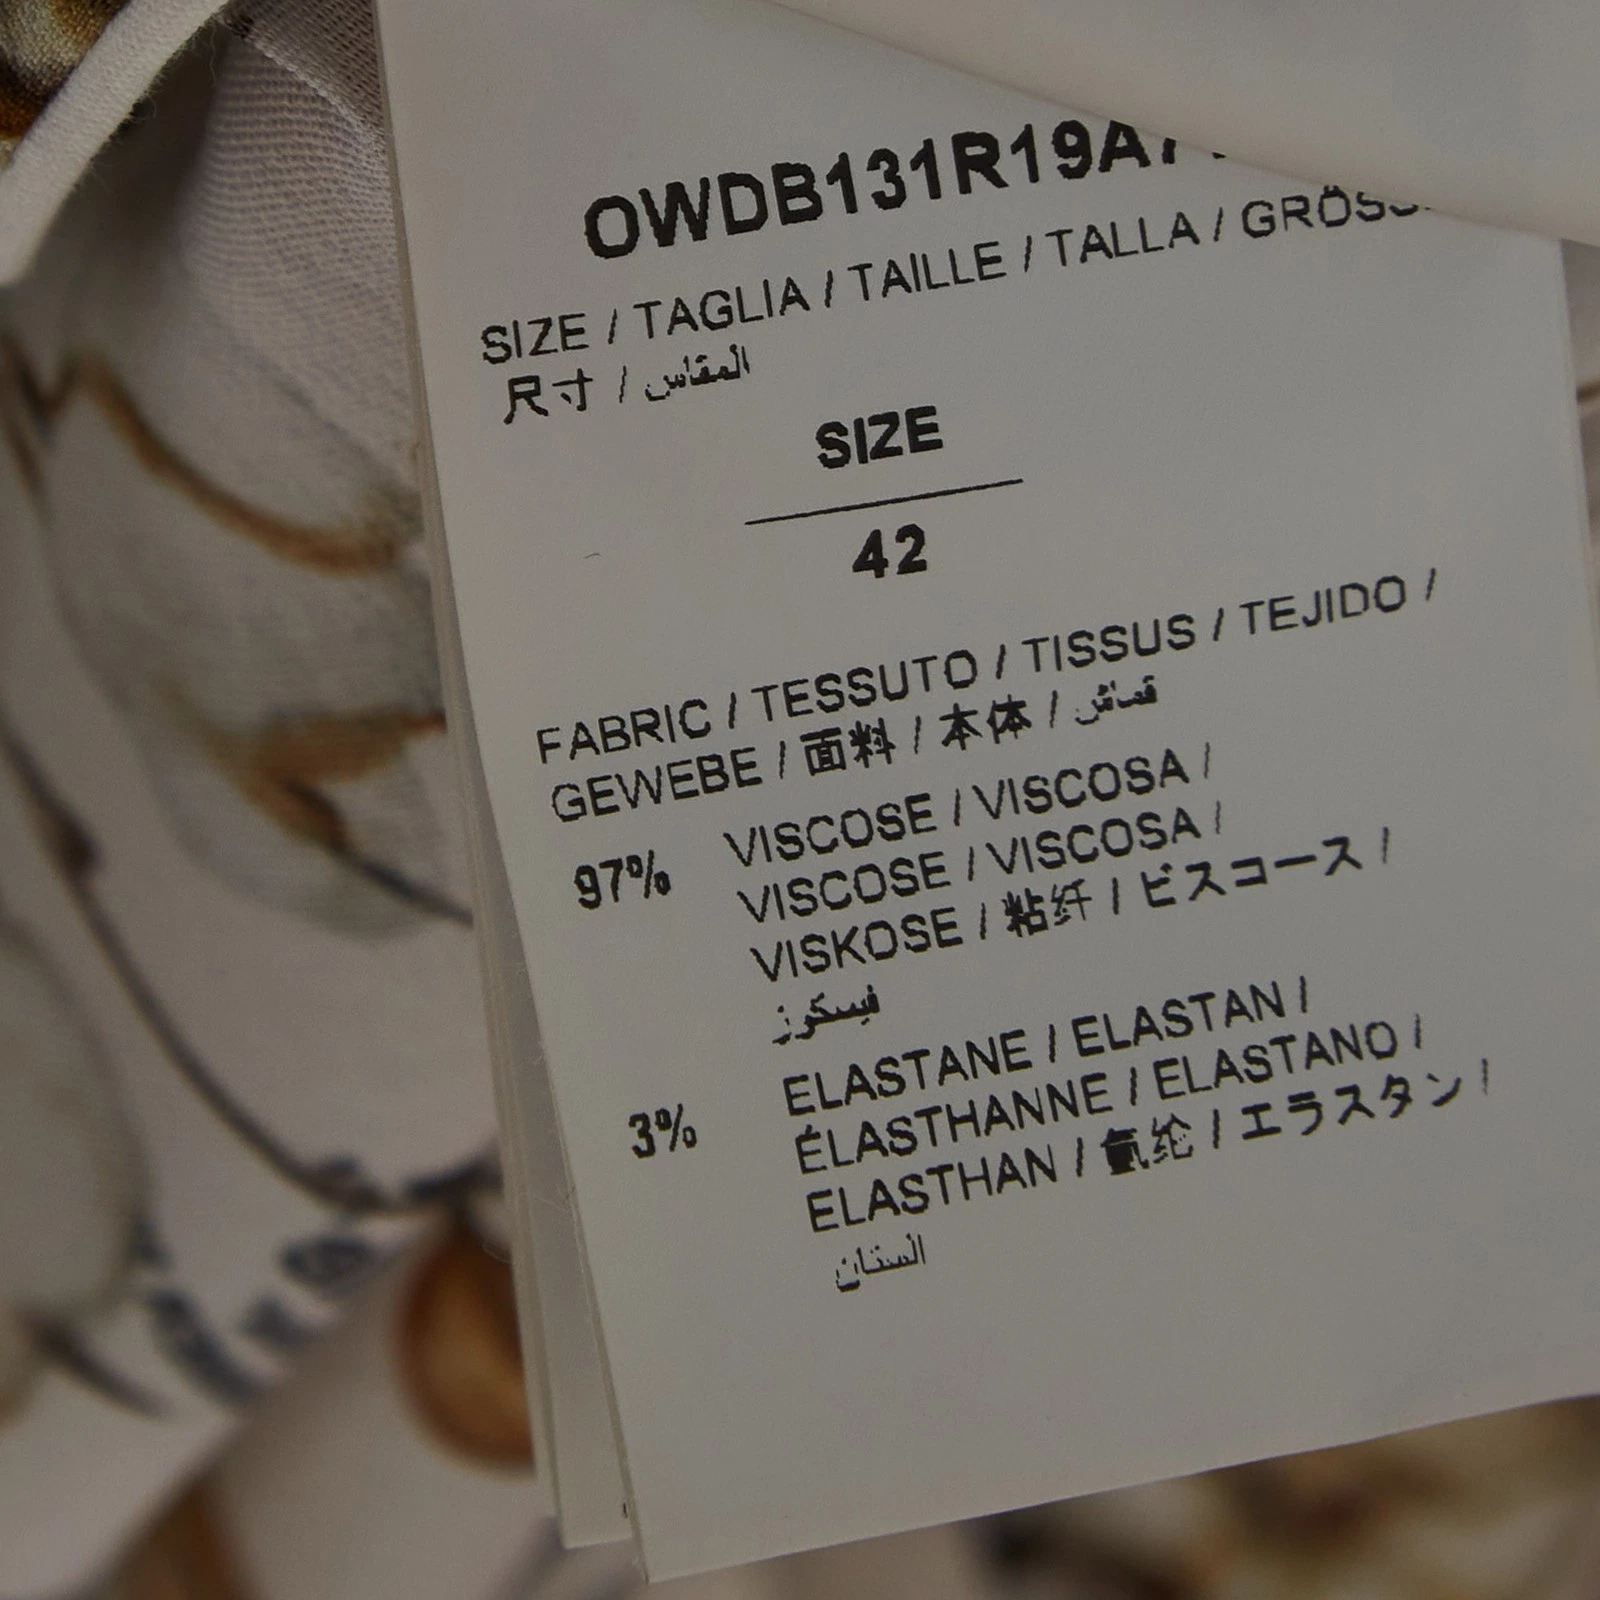 OWDB131R19A7
SIZE / TAGLIA / TAILLE / TALLA / GRÖSS
尺寸 / المقاس
SIZE
42
FABRIC / TESSUTO / TISSUS / TEJIDO /
GEWEBE / 面料 / 本体 / قماش
97% VISCOSE / VISCOSA /
VISCOSE / VISCOSA /
VISKOSE / 粘纤 / ビスコース /
فيسكوز
3% ELASTANE / ELASTAN /
ÉLASTHANNE / ELASTANO /
ELASTHAN / 氨纶 / エラスタン /
الستان